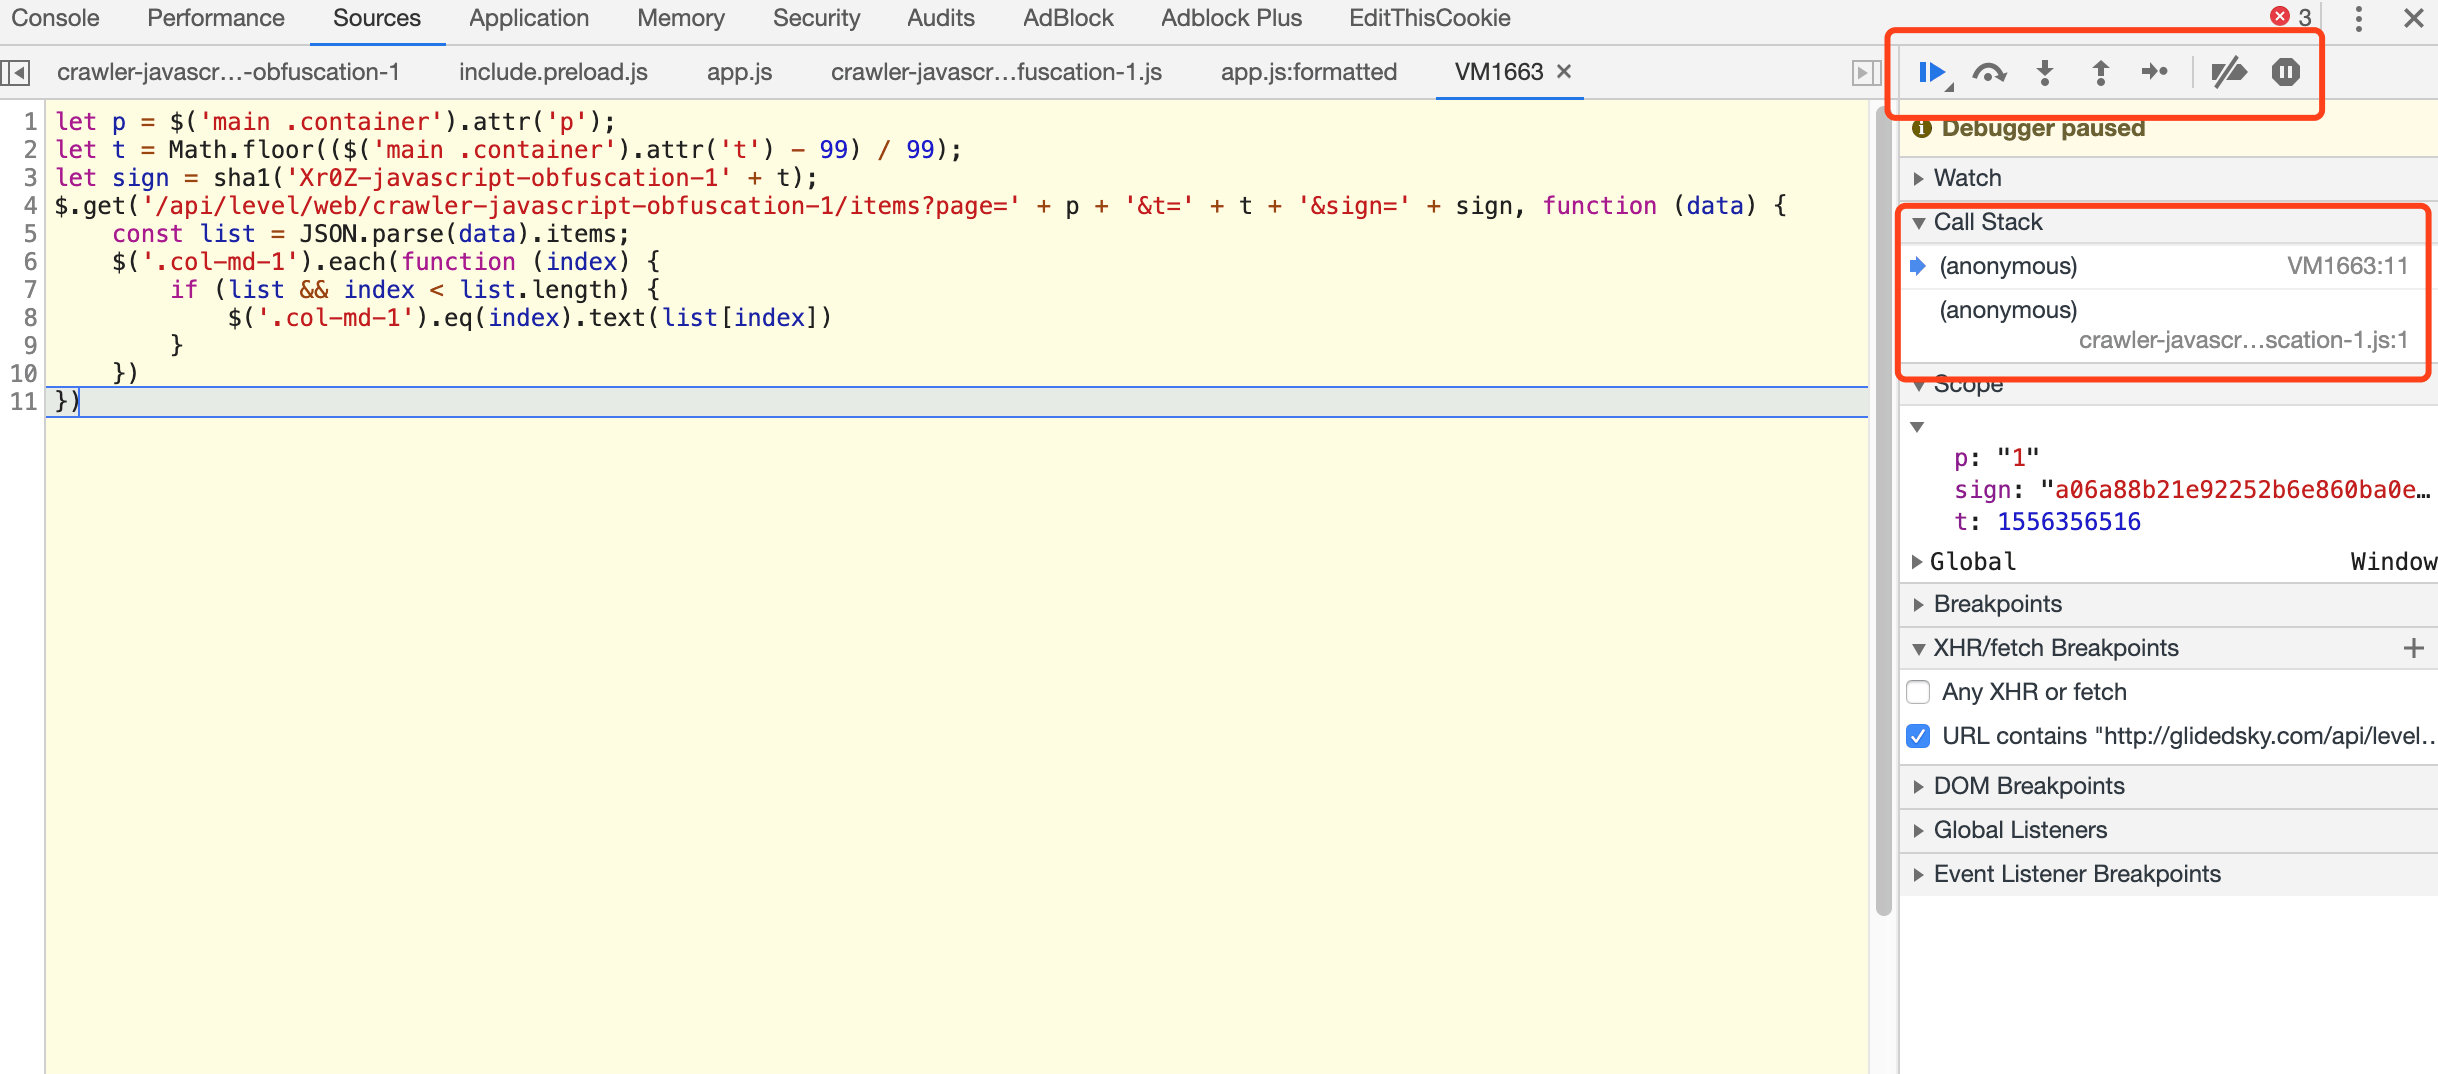 Console Performance Sources Application Memory Security Audits AdBlock Adblock Plus EditThisCookie 3
crawler-javascr…-obfuscation-1 include.preload.js app.js crawler-javascr…fuscation-1.js app.js:formatted VM1663
1 let p = $('main .container').attr('p');
2 let t = Math.floor(($('main .container').attr('t') - 99) / 99);
3 let sign = sha1('Xr0Z-javascript-obfuscation-1' + t);
4 $.get('/api/level/web/crawler-javascript-obfuscation-1/items?page=' + p + '&t=' + t + '&sign=' + sign, function (data) {
5     const list = JSON.parse(data).items;
6     $('.col-md-1').each(function (index) {
7         if (list && index < list.length) {
8             $('.col-md-1').eq(index).text(list[index])
9         }
10     })
11 })
Debugger paused
Watch
Call Stack
(anonymous) VM1663:11
(anonymous)
crawler-javascr…scation-1.js:1
Scope
p: "1"
sign: "a06a88b21e92252b6e860ba0e…
t: 1556356516
Global Window
Breakpoints
XHR/fetch Breakpoints
Any XHR or fetch
URL contains "http://glidedsky.com/api/level…
DOM Breakpoints
Global Listeners
Event Listener Breakpoints